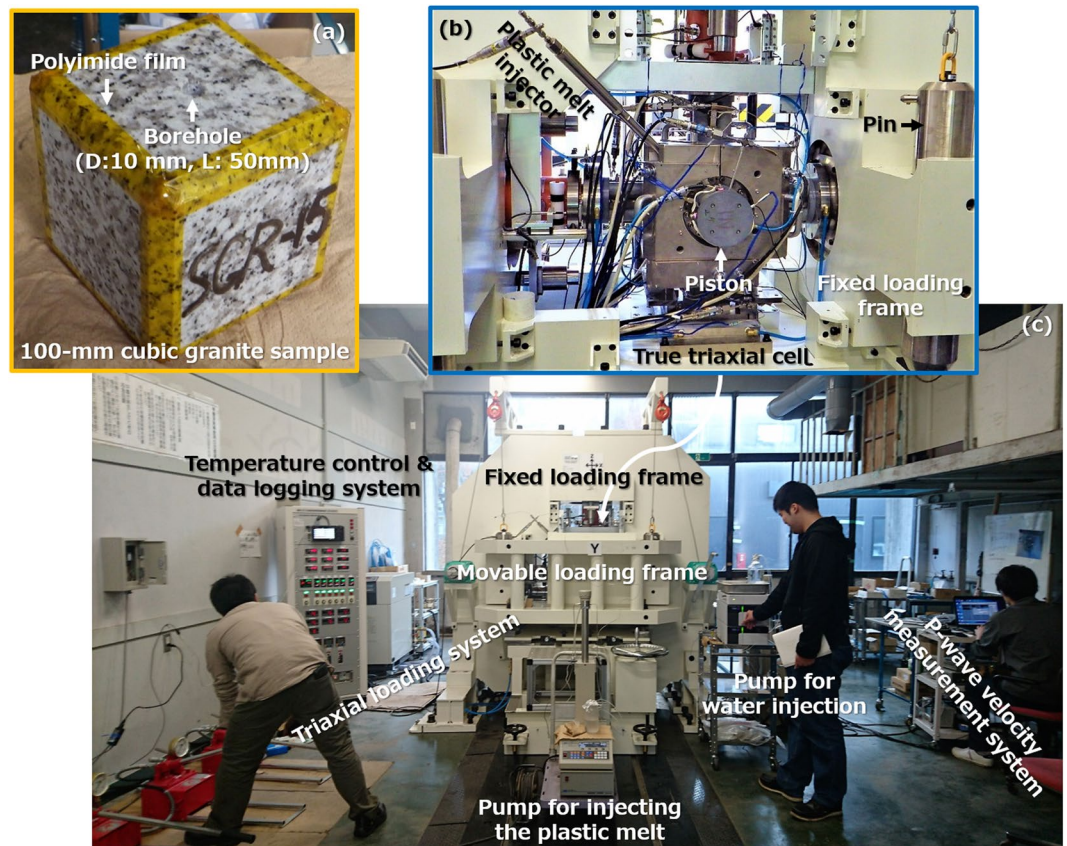 (a)
Polyimide film
Borehole
(D:10 mm, L: 50mm)
SGR-15
100-mm cubic granite sample
(b)
Plastic melt
injector
Pin
Piston
Fixed loading
frame
True triaxial cell
(c)
Temperature control &
data logging system
Fixed loading frame
Y
Movable loading frame
Triaxial loading system
Pump for
water injection
P-wave velocity
measurement system
Pump for injecting
the plastic melt